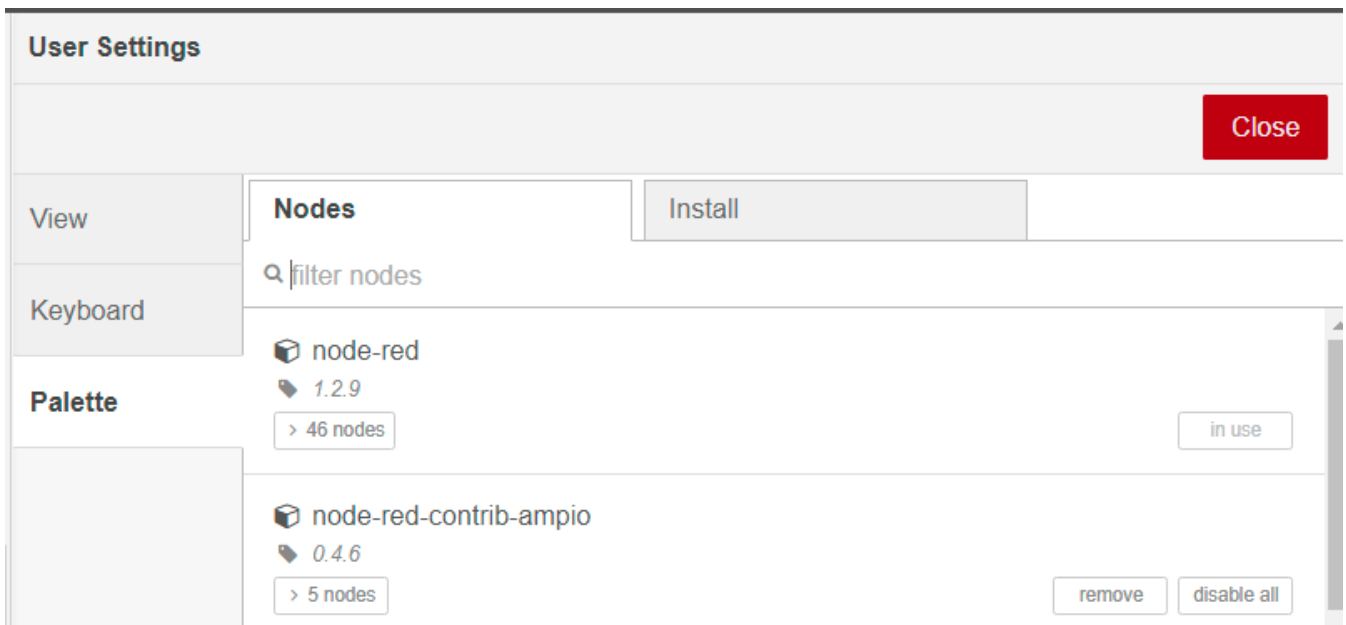 User Settings
Close
View
Keyboard
Palette
Nodes
Install
filter nodes
node-red
1.2.9
> 46 nodes
in use
node-red-contrib-ampio
0.4.6
> 5 nodes
remove
disable all